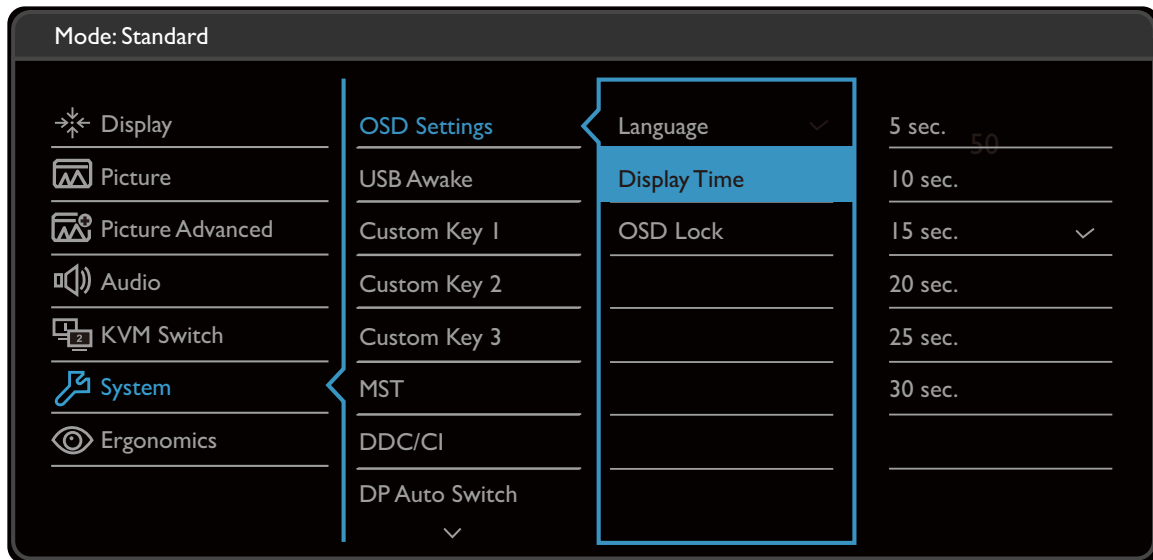 Mode: Standard
Display
Picture
Picture Advanced
Audio
KVM Switch
2
System
Ergonomics
OSD Settings
USB Awake
Custom Key 1
Custom Key 2
Custom Key 3
MST
DDC/CI
DP Auto Switch
Language
Display Time
OSD Lock
5 sec.
50
10 sec.
15 sec.
20 sec.
25 sec.
30 sec.